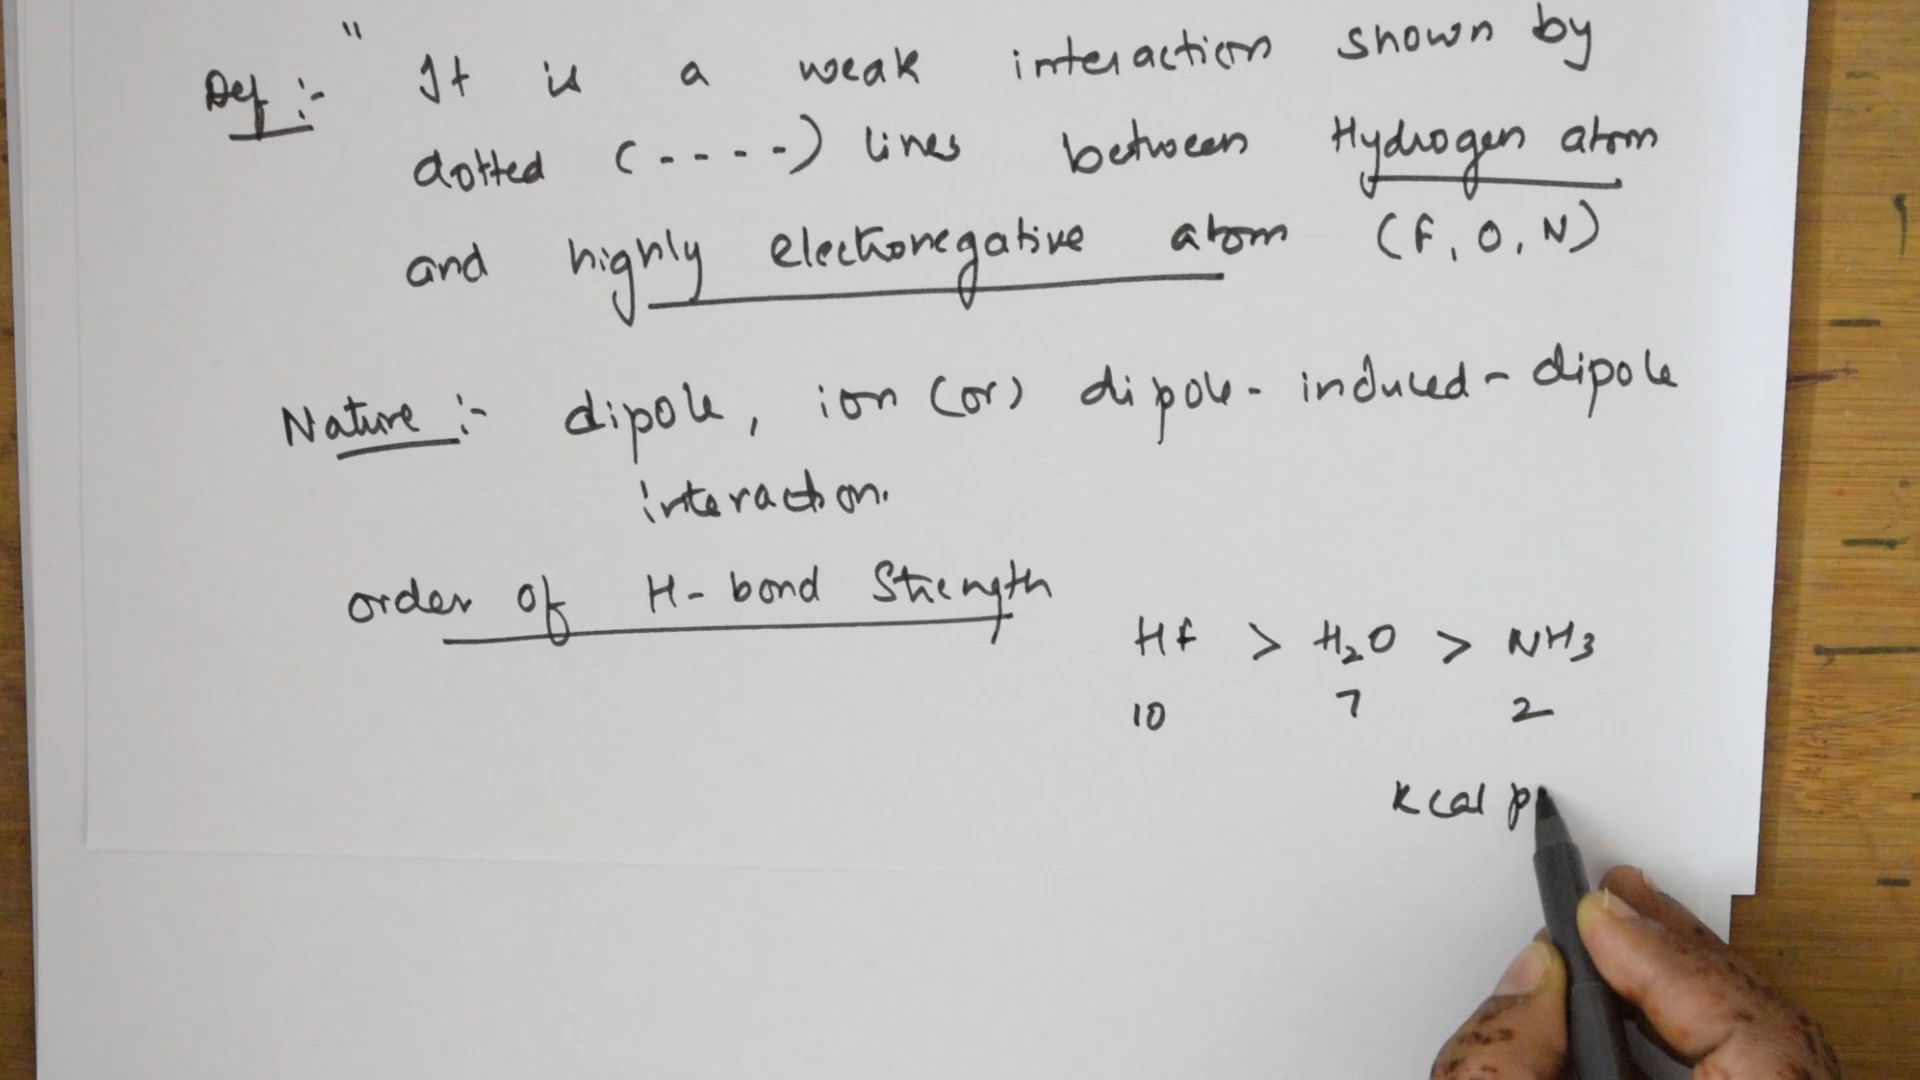 Def :- " It is a weak interaction shown by
dotted (----) lines between Hydrogen atom
and highly electronegative atom (F, O, N)
Nature :- dipole, ion (or) dipole-induced-dipole
interaction.
order of H-bond Strength
HF > H₂O > NH₃
10 7 2
Kcal p